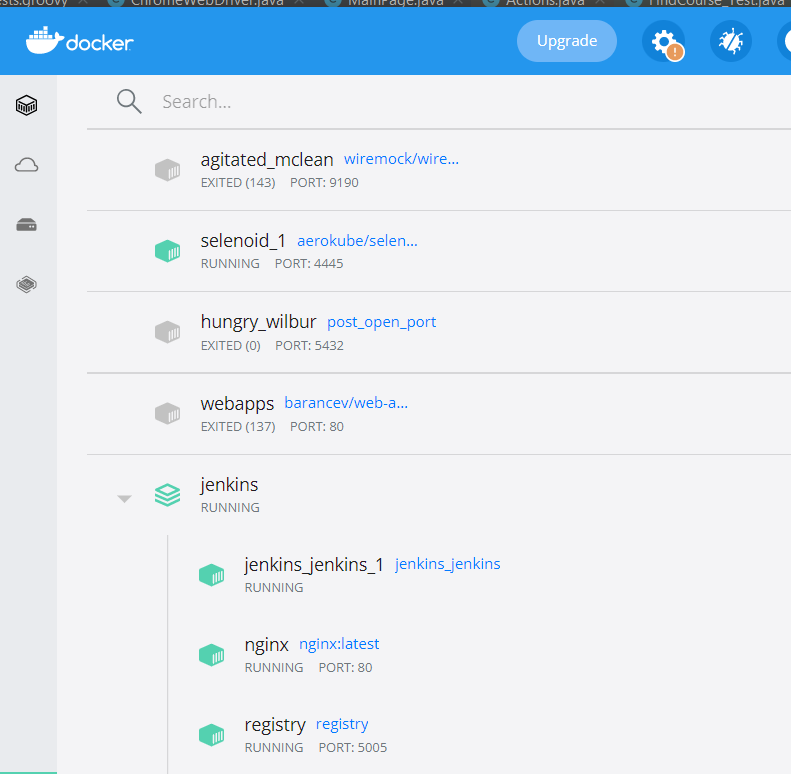 ests.groovy ChromeWebDriver.java MainPage.java Actions.java FindCourse_Test.java
docker Upgrade
Search...
agitated_mclean wiremock/wire...
EXITED (143) PORT: 9190
selenoid_1 aerokube/selen...
RUNNING PORT: 4445
hungry_wilbur post_open_port
EXITED (0) PORT: 5432
webapps barancev/web-a...
EXITED (137) PORT: 80
jenkins
RUNNING
jenkins_jenkins_1 jenkins_jenkins
RUNNING
nginx nginx:latest
RUNNING PORT: 80
registry registry
RUNNING PORT: 5005